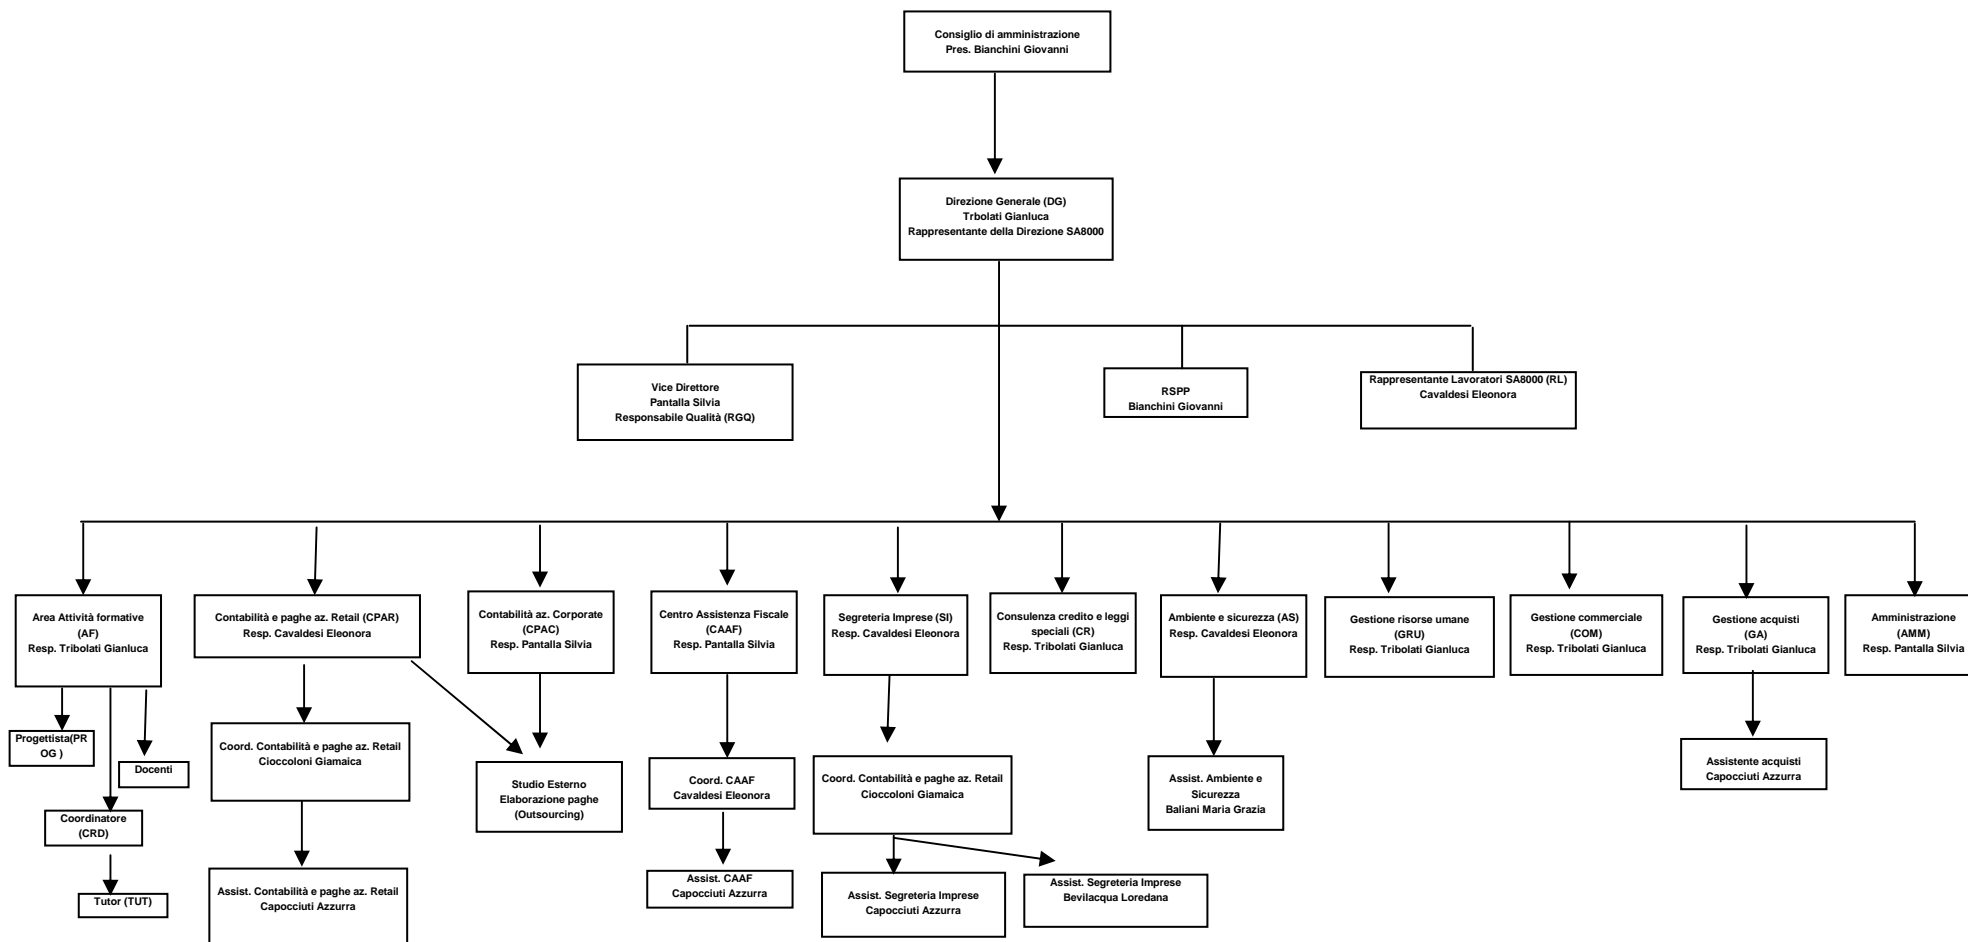 Consiglio di amministrazione
Pres. Bianchini Giovanni
Direzione Generale (DG)
Trbolati Gianluca
Rappresentante della Direzione SA8000
Vice Direttore
Pantalla Silvia
Responsabile Qualità (RGQ)
RSPP
Bianchini Giovanni
Rappresentante Lavoratori SA8000 (RL)
Cavaldesi Eleonora
Area Attività formative
(AF)
Resp. Tribolati Gianluca
Contabilità e paghe az. Retail (CPAR)
Resp. Cavaldesi Eleonora
Contabilità az. Corporate
(CPAC)
Resp. Pantalla Silvia
Centro Assistenza Fiscale
(CAAF)
Resp. Pantalla Silvia
Segreteria Imprese (SI)
Resp. Cavaldesi Eleonora
Consulenza credito e leggi
speciali (CR)
Resp. Tribolati Gianluca
Ambiente e sicurezza (AS)
Resp. Cavaldesi Eleonora
Gestione risorse umane
(GRU)
Resp. Tribolati Gianluca
Gestione commerciale
(COM)
Resp. Tribolati Gianluca
Gestione acquisti
(GA)
Resp. Tribolati Gianluca
Amministrazione
(AMM)
Resp. Pantalla Silvia
Progettista(PR
OG )
Docenti
Coordinatore
(CRD)
Tutor (TUT)
Coord. Contabilità e paghe az. Retail
Cioccoloni Giamaica
Assist. Contabilità e paghe az. Retail
Capocciuti Azzurra
Studio Esterno
Elaborazione paghe
(Outsourcing)
Coord. CAAF
Cavaldesi Eleonora
Assist. CAAF
Capocciuti Azzurra
Coord. Contabilità e paghe az. Retail
Cioccoloni Giamaica
Assist. Segreteria Imprese
Capocciuti Azzurra
Assist. Segreteria Imprese
Bevilacqua Loredana
Assist. Ambiente e
Sicurezza
Baliani Maria Grazia
Assistente acquisti
Capocciuti Azzurra